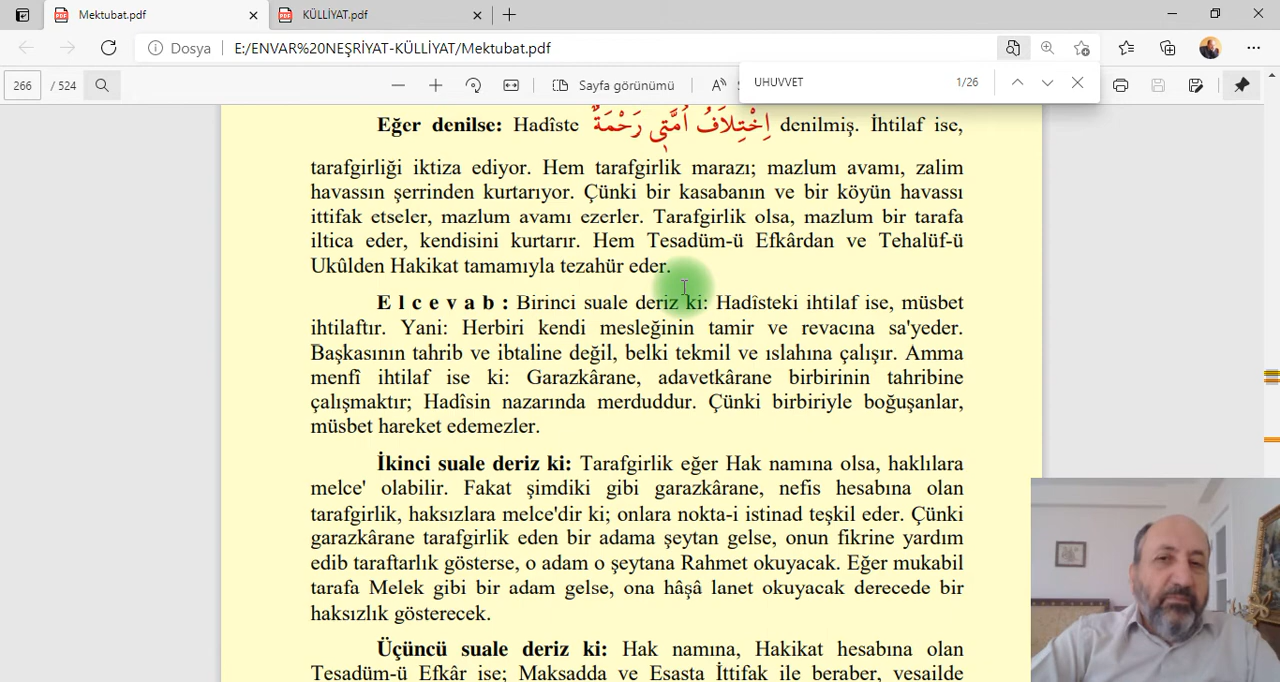 Mektubat.pdf
KÜLLİYAT.pdf
Dosya
E:/ENVAR%20NEŞRİYAT-KÜLLİYAT/Mektubat.pdf
266 / 524
Sayfa görünümü
UHUVVET
1/26
Eğer denilse: Hadîste اِخْتِلَافُ اُمَّتِى رَحْمَةٌ denilmiş. İhtilaf ise,
tarafgirliği iktiza ediyor. Hem tarafgirlik marazı; mazlum avamı, zalim
havassın şerrinden kurtarıyor. Çünki bir kasabanın ve bir köyün havassı
ittifak etseler, mazlum avamı ezerler. Tarafgirlik olsa, mazlum bir tarafa
iltica eder, kendisini kurtarır. Hem Tesadüm-ü Efkârdan ve Tehalüf-ü
Ukûlden Hakikat tamamıyla tezahür eder.
Elcevab: Birinci suale deriz ki: Hadîsteki ihtilaf ise, müsbet
ihtilaftır. Yani: Herbiri kendi mesleğinin tamir ve revacına sa'yeder.
Başkasının tahrib ve ibtaline değil, belki tekmil ve ıslahına çalışır. Amma
menfî ihtilaf ise ki: Garazkârane, adavetkârane birbirinin tahribine
çalışmaktır; Hadîsin nazarında merduddur. Çünki birbiriyle boğuşanlar,
müsbet hareket edemezler.
İkinci suale deriz ki: Tarafgirlik eğer Hak namına olsa, haklılara
melce' olabilir. Fakat şimdiki gibi garazkârane, nefis hesabına olan
tarafgirlik, haksızlara melce'dir ki; onlara nokta-i istinad teşkil eder. Çünki
garazkârane tarafgirlik eden bir adama şeytan gelse, onun fikrine yardım
edib taraftarlık gösterse, o adam o şeytana Rahmet okuyacak. Eğer mukabil
tarafa Melek gibi bir adam gelse, ona hâşâ lanet okuyacak derecede bir
haksızlık gösterecek.
Üçüncü suale deriz ki: Hak namına, Hakikat hesabına olan
Tesadüm-ü Efkâr ise; Maksadda ve Esasta İttifak ile beraber, vesailde